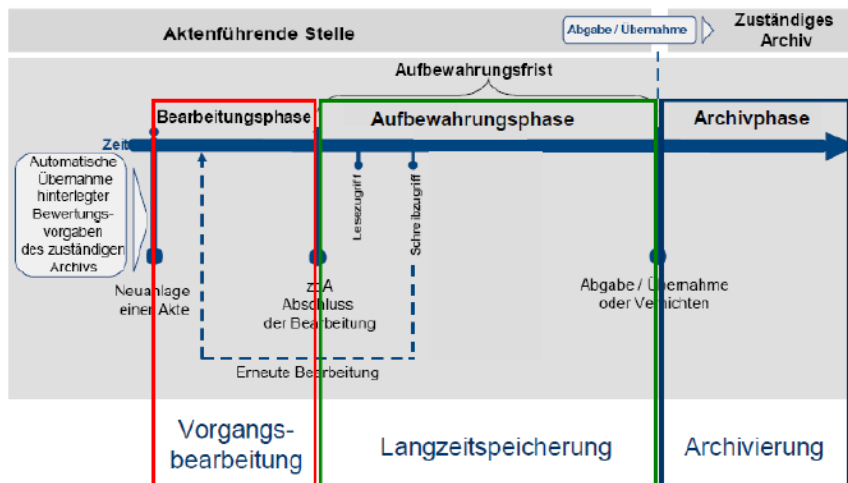 Aktenführende Stelle
Abgabe / Übernahme
Zuständiges
Archiv
Aufbewahrungsfrist
Bearbeitungsphase
Aufbewahrungsphase
Archivphase
Zeit
Automatische
Übernahme
hinterlegter
Bewertungs-
vorgaben
des zuständigen
Archivs
Lesezugriff
Schreibzugriff
Neuanlage
einer Akte
zdA
Abschluss
der Bearbeitung
Abgabe / Übernahme
oder Vernichten
Erneute Bearbeitung
Vorgangs-
bearbeitung
Langzeitspeicherung
Archivierung